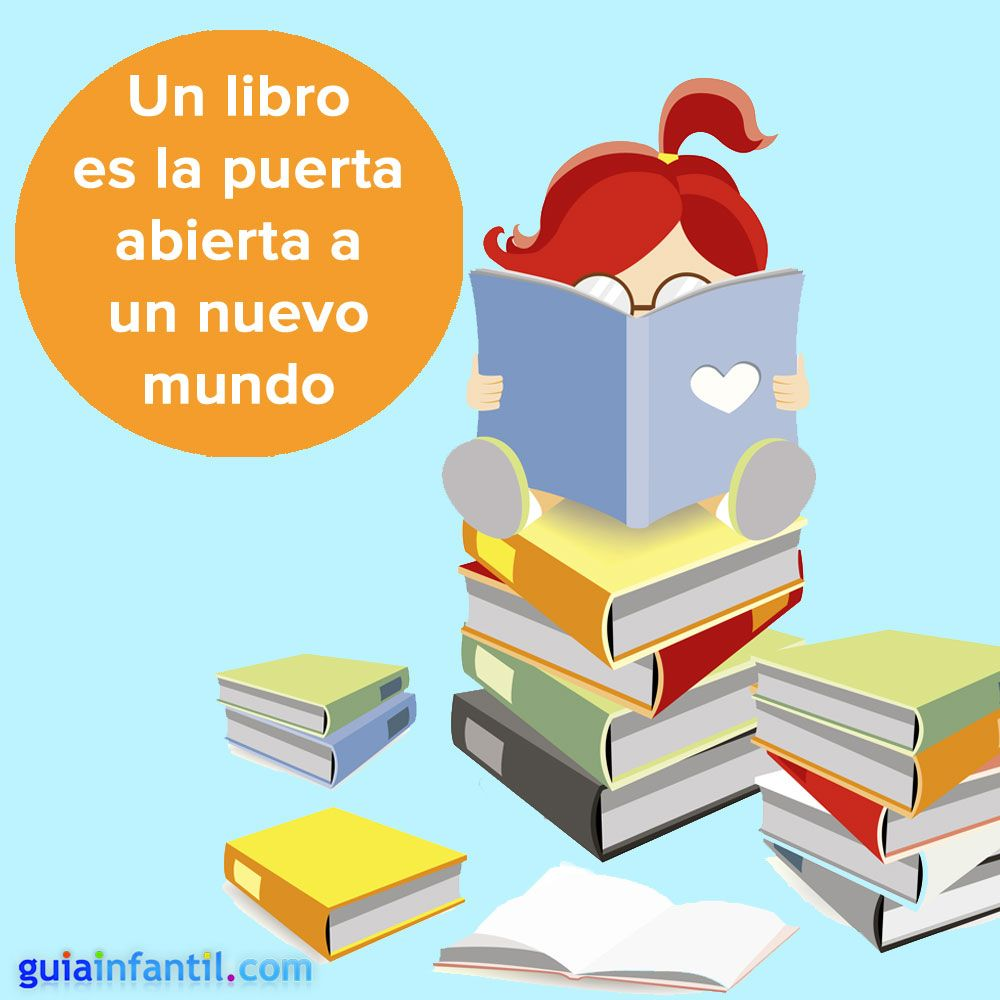 Un libro
es la puerta
abierta a
un nuevo
mundo
guiainfantil.com